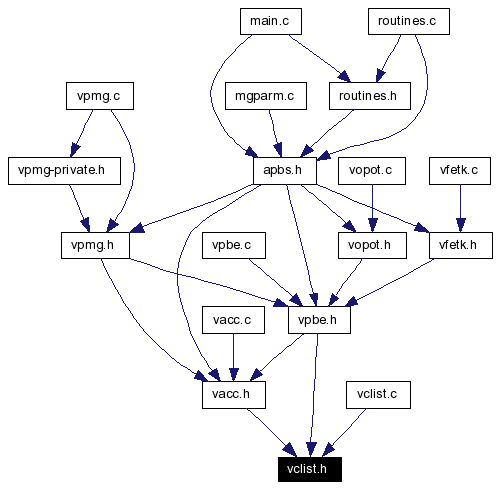 main.c
routines.c
vpmg.c
mgparm.c
routines.h
vpmg-private.h
apbs.h
vopot.c
vfetk.c
vpmg.h
vpbe.c
vopot.h
vfetk.h
vacc.c
vpbe.h
vacc.h
vclist.c
vclist.h